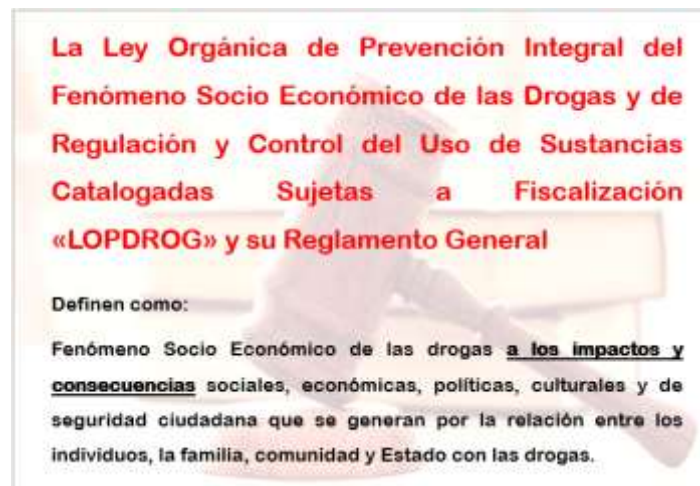 La Ley Orgánica de Prevención Integral del
Fenómeno Socio Económico de las Drogas y de
Regulación y Control del Uso de Sustancias
Catalogadas Sujetas a Fiscalización
«LOPDROG» y su Reglamento General
Definen como:
Fenómeno Socio Económico de las drogas a los impactos y
consecuencias sociales, económicas, políticas, culturales y de
seguridad ciudadana que se generan por la relación entre los
individuos, la familia, comunidad y Estado con las drogas.